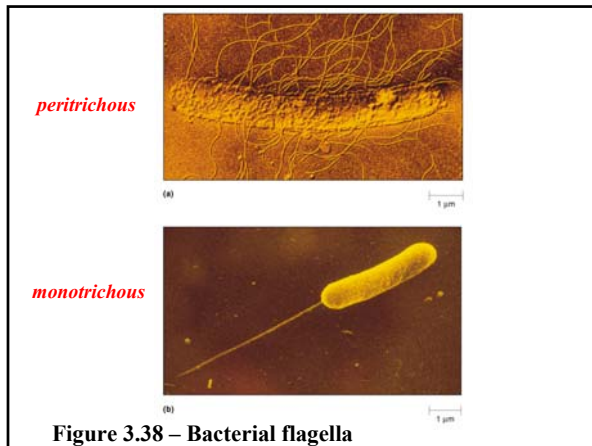 peritrichous
(a)
1 µm
monotrichous
(b)
1 µm
Figure 3.38 – Bacterial flagella